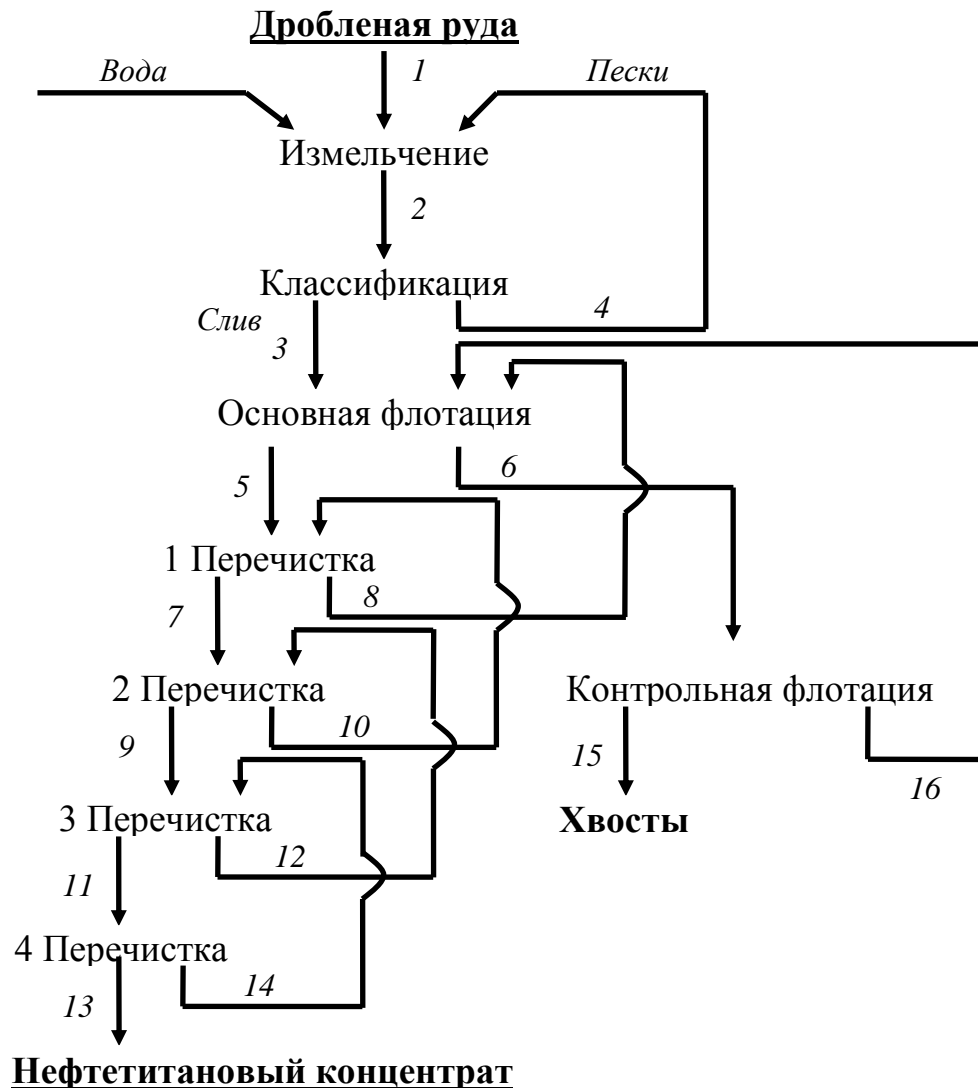 Дробленая руда
1
Вода
Пески
Измельчение
2
Классификация
4
Слив
3
Основная флотация
6
5
1 Перечистка
8
7
2 Перечистка
Контрольная флотация
10
9
15
16
3 Перечистка
Хвосты
12
11
4 Перечистка
14
13
Нефтетитановый концентрат